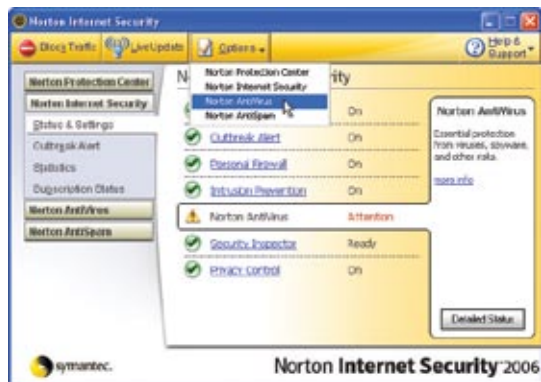 Norton Internet Security
Block Traffic LiveUpdate Options Help & Support
Norton Protection Center
Norton Internet Security
Norton AntiVirus
Norton AntiSpam
Norton Protection Center
Norton Internet Security
Status & Settings
Outbreak Alert
Statistics
Subscription Status
Norton AntiVirus
Norton AntiSpam
N
ity
On
Outbreak Alert On
Personal Firewall On
Intrusion Prevention On
Norton AntiVirus Attention
Security Inspector Ready
Privacy Control On
Norton AntiVirus
Essential protection
from viruses, spyware,
and other risks.
more info
Detailed Status
symantec. Norton Internet Security 2006